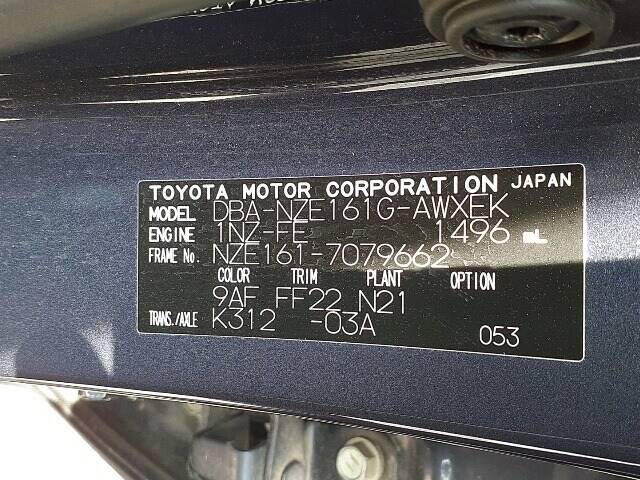 TOYOTA MOTOR CORPORATION JAPAN
MODEL DBA-NZE161G-AWXEK
ENGINE 1NZ-FE 1496 mL
FRAME No. NZE161-7079662
COLOR TRIM PLANT OPTION
9AF FF22 N21
TRANS./AXLE K312 -03A
053